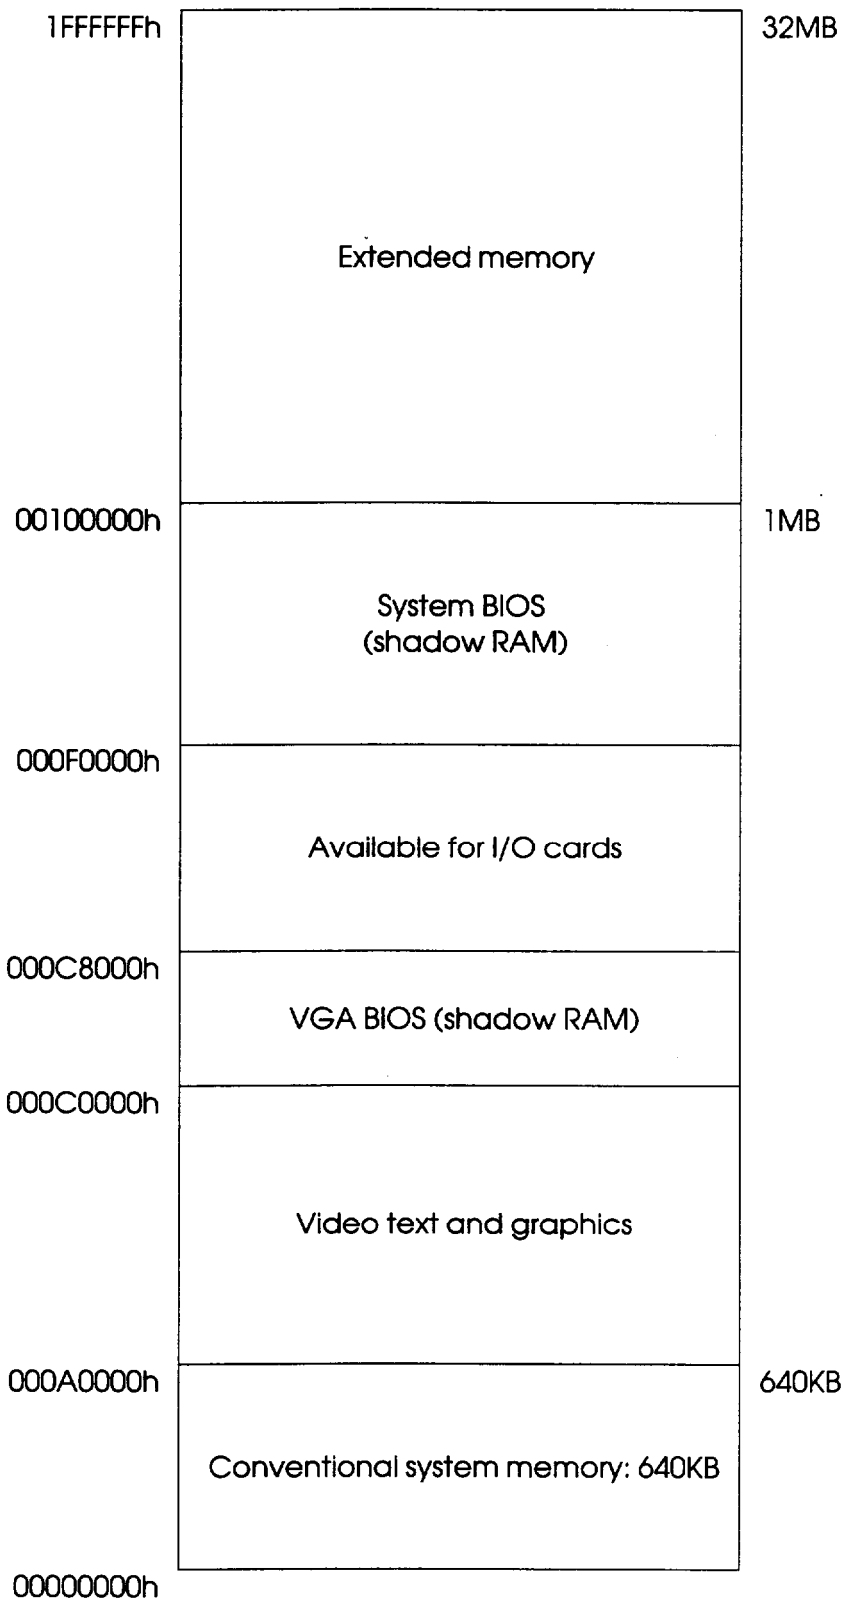 1FFFFFFh
32MB
Extended memory
00100000h
1MB
System BIOS
(shadow RAM)
000F0000h
Available for I/O cards
000C8000h
VGA BIOS (shadow RAM)
000C0000h
Video text and graphics
000A0000h
640KB
Conventional system memory: 640KB
00000000h